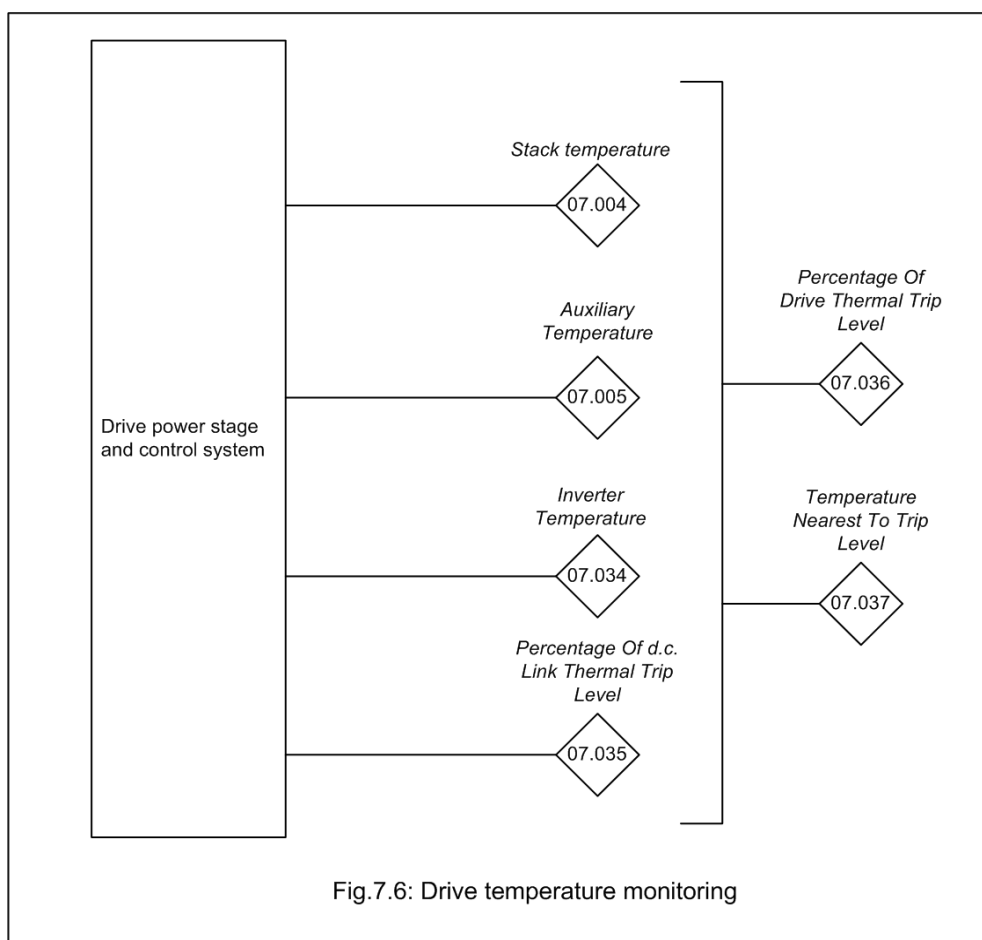 Drive power stage
and control system
Stack temperature
07.004
Auxiliary
Temperature
07.005
Inverter
Temperature
07.034
Percentage Of d.c.
Link Thermal Trip
Level
07.035
Percentage Of
Drive Thermal Trip
Level
07.036
Temperature
Nearest To Trip
Level
07.037
Fig.7.6: Drive temperature monitoring